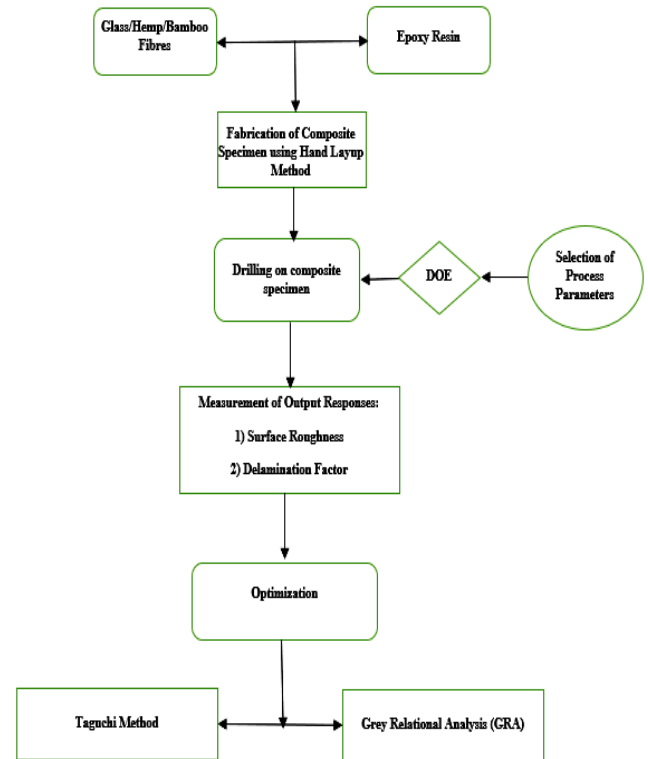 Glass/Hemp/Bamboo
Fibres
Epoxy Resin
Fabrication of Composite
Specimen using Hand Layup
Method
Drilling on composite
specimen
DOE
Selection of
Process
Parameters
Measurement of Output Responses:
1) Surface Roughness
2) Delamination Factor
Optimization
Taguchi Method
Grey Relational Analysis (GRA)